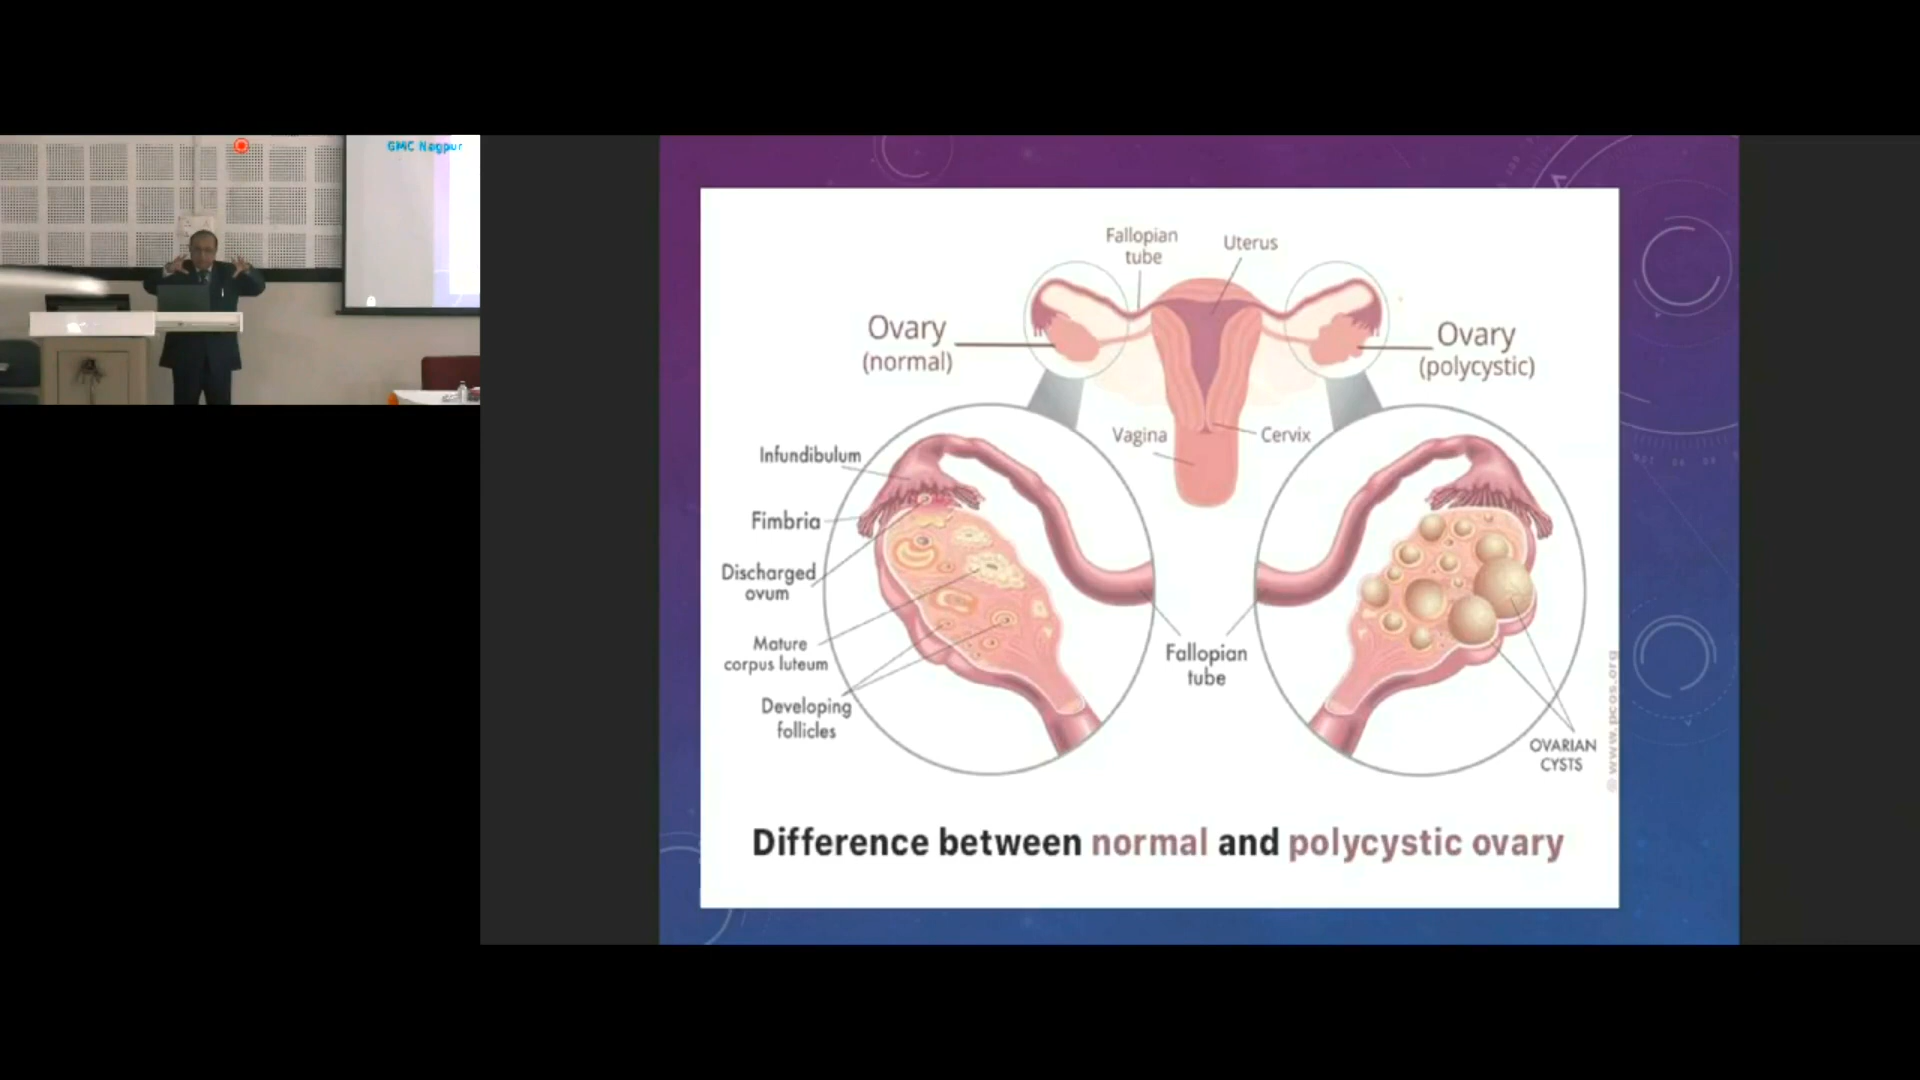 GMC Nagpur
Fallopian
tube
Uterus
Ovary
(normal)
Ovary
(polycystic)
Vagina
Cervix
Infundibulum
Fimbria
Discharged
ovum
Mature
corpus luteum
Developing
follicles
Fallopian
tube
OVARIAN
CYSTS
© www.pcos.org
Difference between normal and polycystic ovary